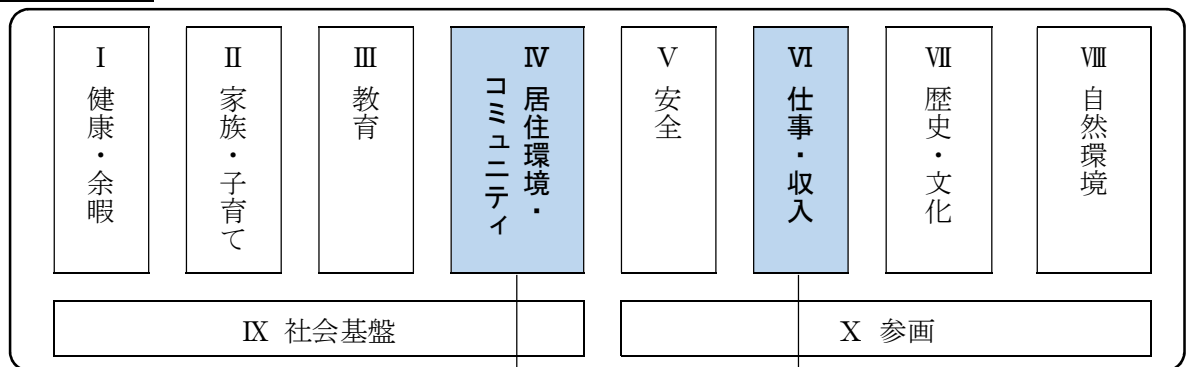 Ⅰ 健康・余暇
Ⅱ 家族・子育て
Ⅲ 教育
Ⅳ 居住環境・
コミュニティ
Ⅴ 安全
Ⅵ 仕事・収入
Ⅶ 歴史・文化
Ⅷ 自然環境
Ⅸ 社会基盤
Ⅹ 参画